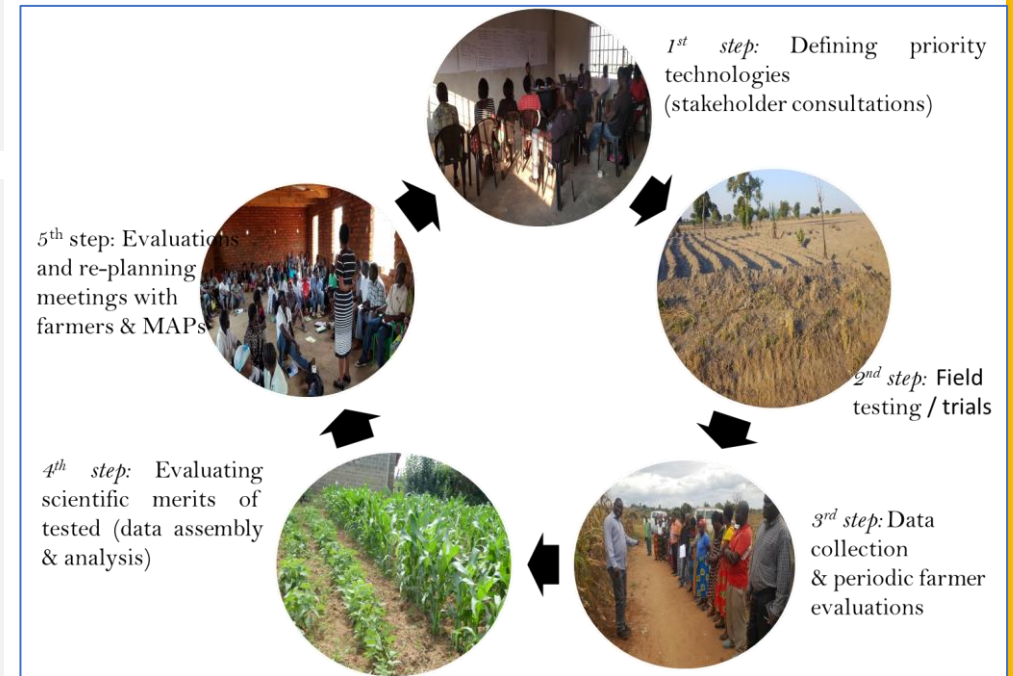 1st step: Defining priority
technologies
(stakeholder consultations)
2nd step: Field
testing / trials
3rd step: Data
collection
& periodic farmer
evaluations
4th step: Evaluating
scientific merits of
tested (data assembly
& analysis)
5th step: Evaluations
and re-planning
meetings with
farmers & MAPs